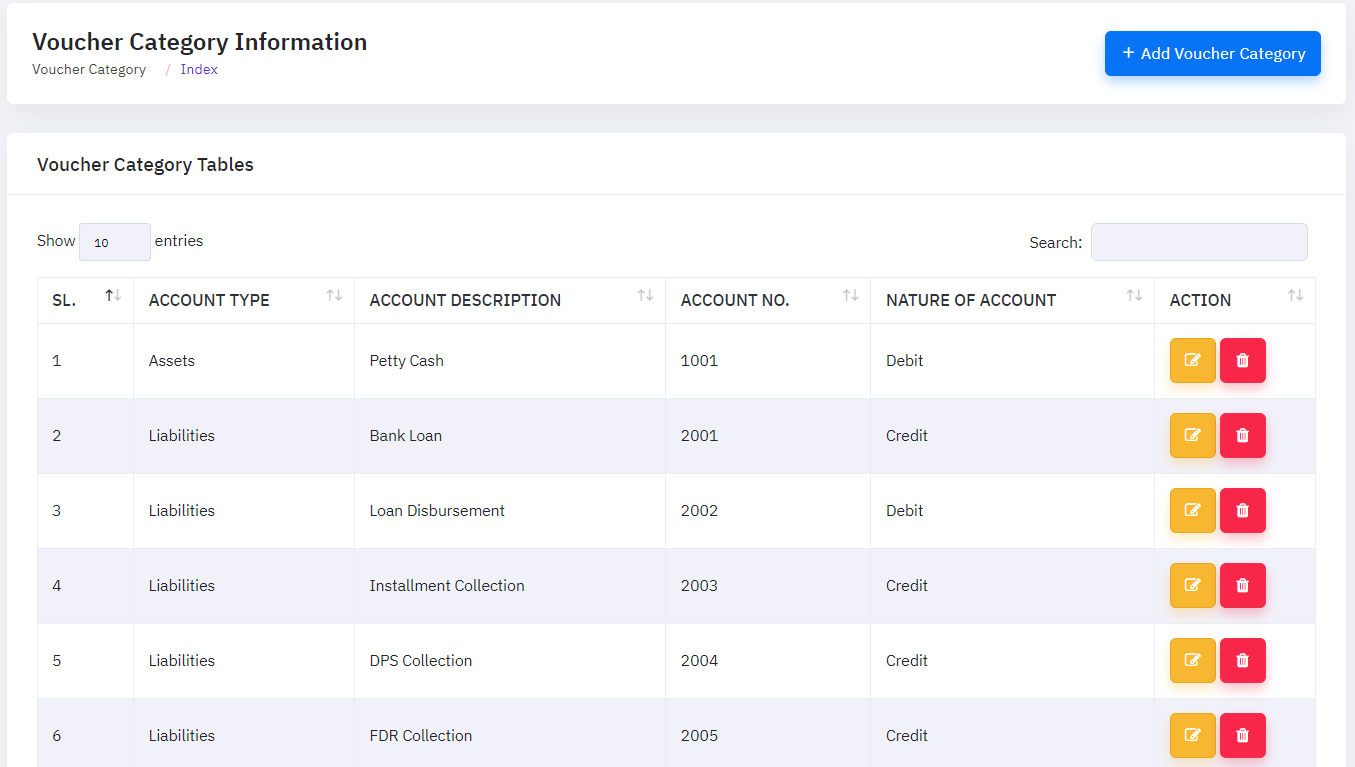 Voucher Category Information
Voucher Category / Index
+ Add Voucher Category
Voucher Category Tables
Show 10 entries
Search:
SL. ACCOUNT TYPE ACCOUNT DESCRIPTION ACCOUNT NO. NATURE OF ACCOUNT ACTION
1 Assets Petty Cash 1001 Debit
2 Liabilities Bank Loan 2001 Credit
3 Liabilities Loan Disbursement 2002 Debit
4 Liabilities Installment Collection 2003 Credit
5 Liabilities DPS Collection 2004 Credit
6 Liabilities FDR Collection 2005 Credit